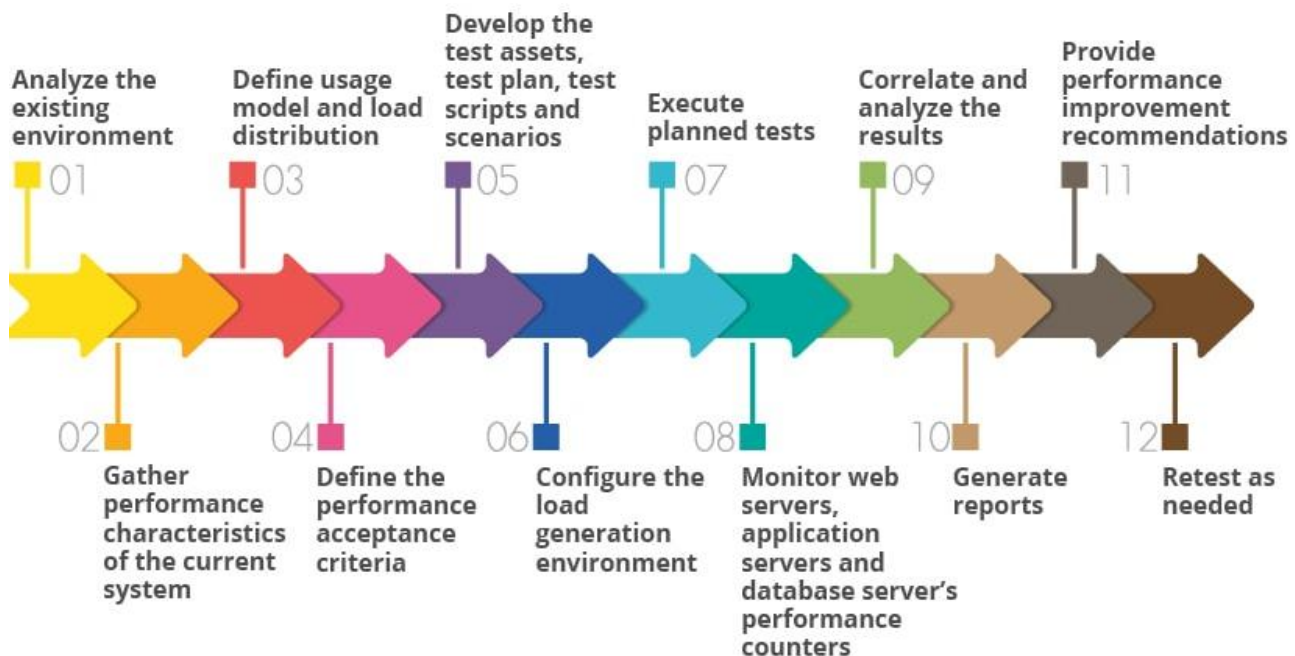 Analyze the
existing
environment
01
02
Gather
performance
characteristics
of the current
system
Define usage
model and load
distribution
03
04
Define the
performance
acceptance
criteria
Develop the
test assets,
test plan, test
scripts and
scenarios
05
06
Configure the
load
generation
environment
Execute
planned tests
07
08
Monitor web
servers,
application
servers and
database server’s
performance
counters
Correlate and
analyze the
results
09
10
Generate
reports
Provide
performance
improvement
recommendations
11
12
Retest as
needed